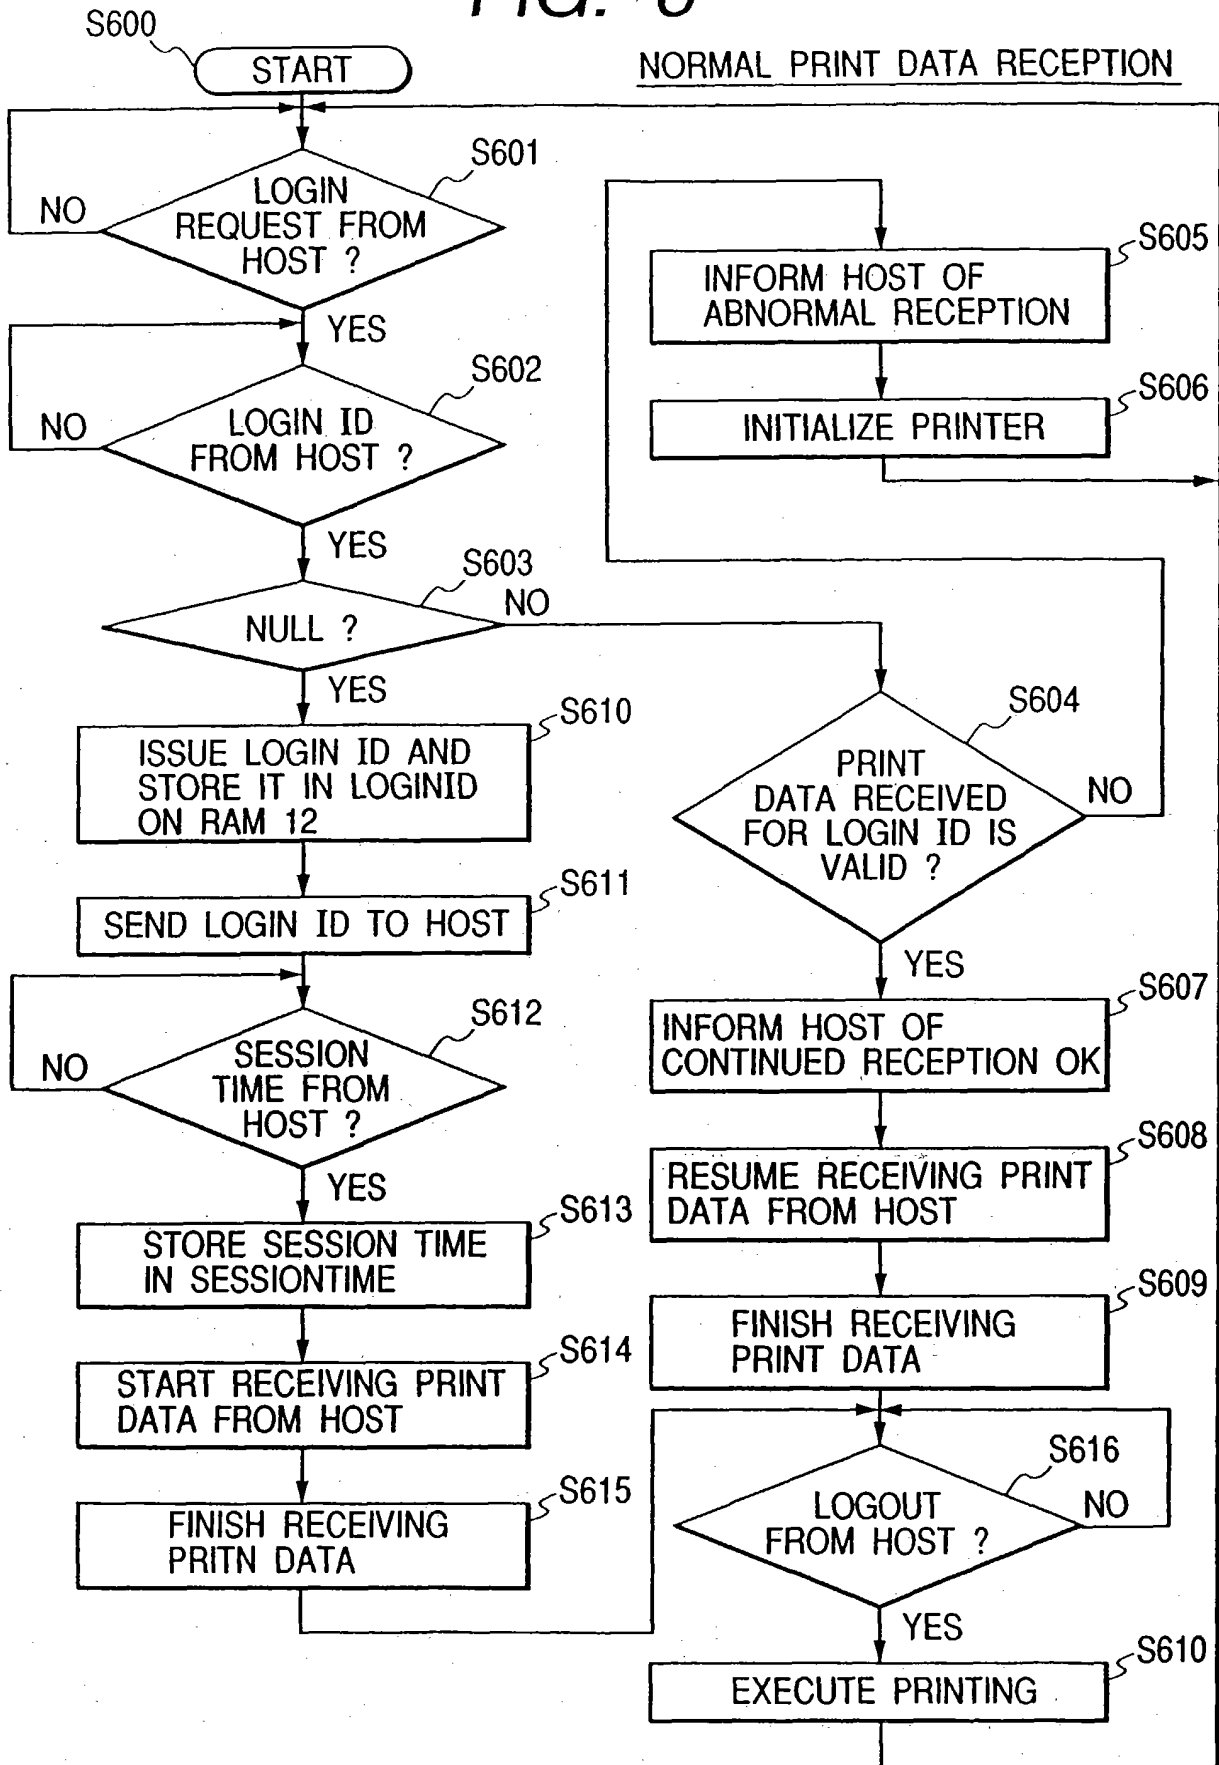 FIG. 6
S600
START
NORMAL PRINT DATA RECEPTION
S601
LOGIN
REQUEST FROM
HOST ?
NO
YES
S602
LOGIN ID
FROM HOST ?
NO
YES
S603
NULL ?
NO
YES
S610
ISSUE LOGIN ID AND
STORE IT IN LOGINID
ON RAM 12
S611
SEND LOGIN ID TO HOST
S612
SESSION
TIME FROM
HOST ?
NO
YES
S613
STORE SESSION TIME
IN SESSIONTIME
S614
START RECEIVING PRINT
DATA FROM HOST
S615
FINISH RECEIVING
PRITN DATA
S605
INFORM HOST OF
ABNORMAL RECEPTION
S606
INITIALIZE PRINTER
S604
PRINT
DATA RECEIVED
FOR LOGIN ID IS
VALID ?
NO
YES
S607
INFORM HOST OF
CONTINUED RECEPTION OK
S608
RESUME RECEIVING PRINT
DATA FROM HOST
S609
FINISH RECEIVING
PRINT DATA
S616
LOGOUT
FROM HOST ?
NO
YES
S610
EXECUTE PRINTING